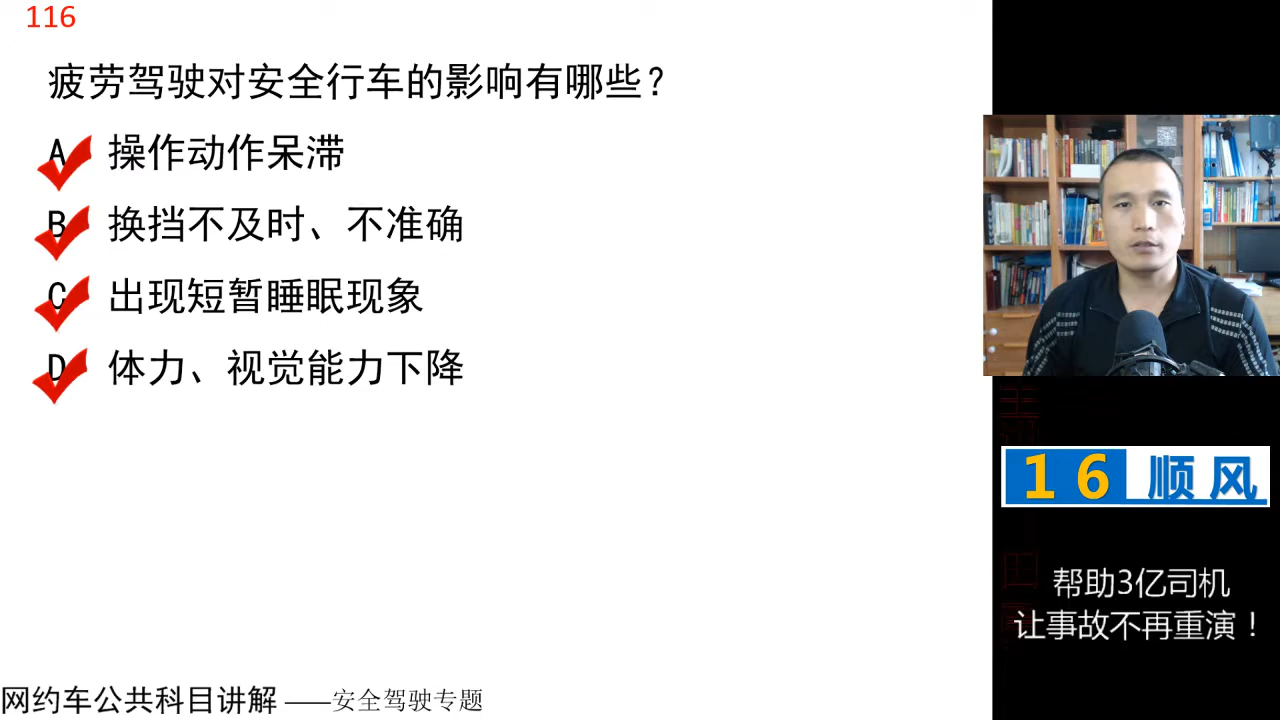 116
疲劳驾驶对安全行车的影响有哪些？
A 操作动作呆滞
B 换挡不及时、不准确
C 出现短暂睡眠现象
D 体力、视觉能力下降
16顺风
帮助3亿司机
让事故不再重演！
网约车公共科目讲解 ——安全驾驶专题